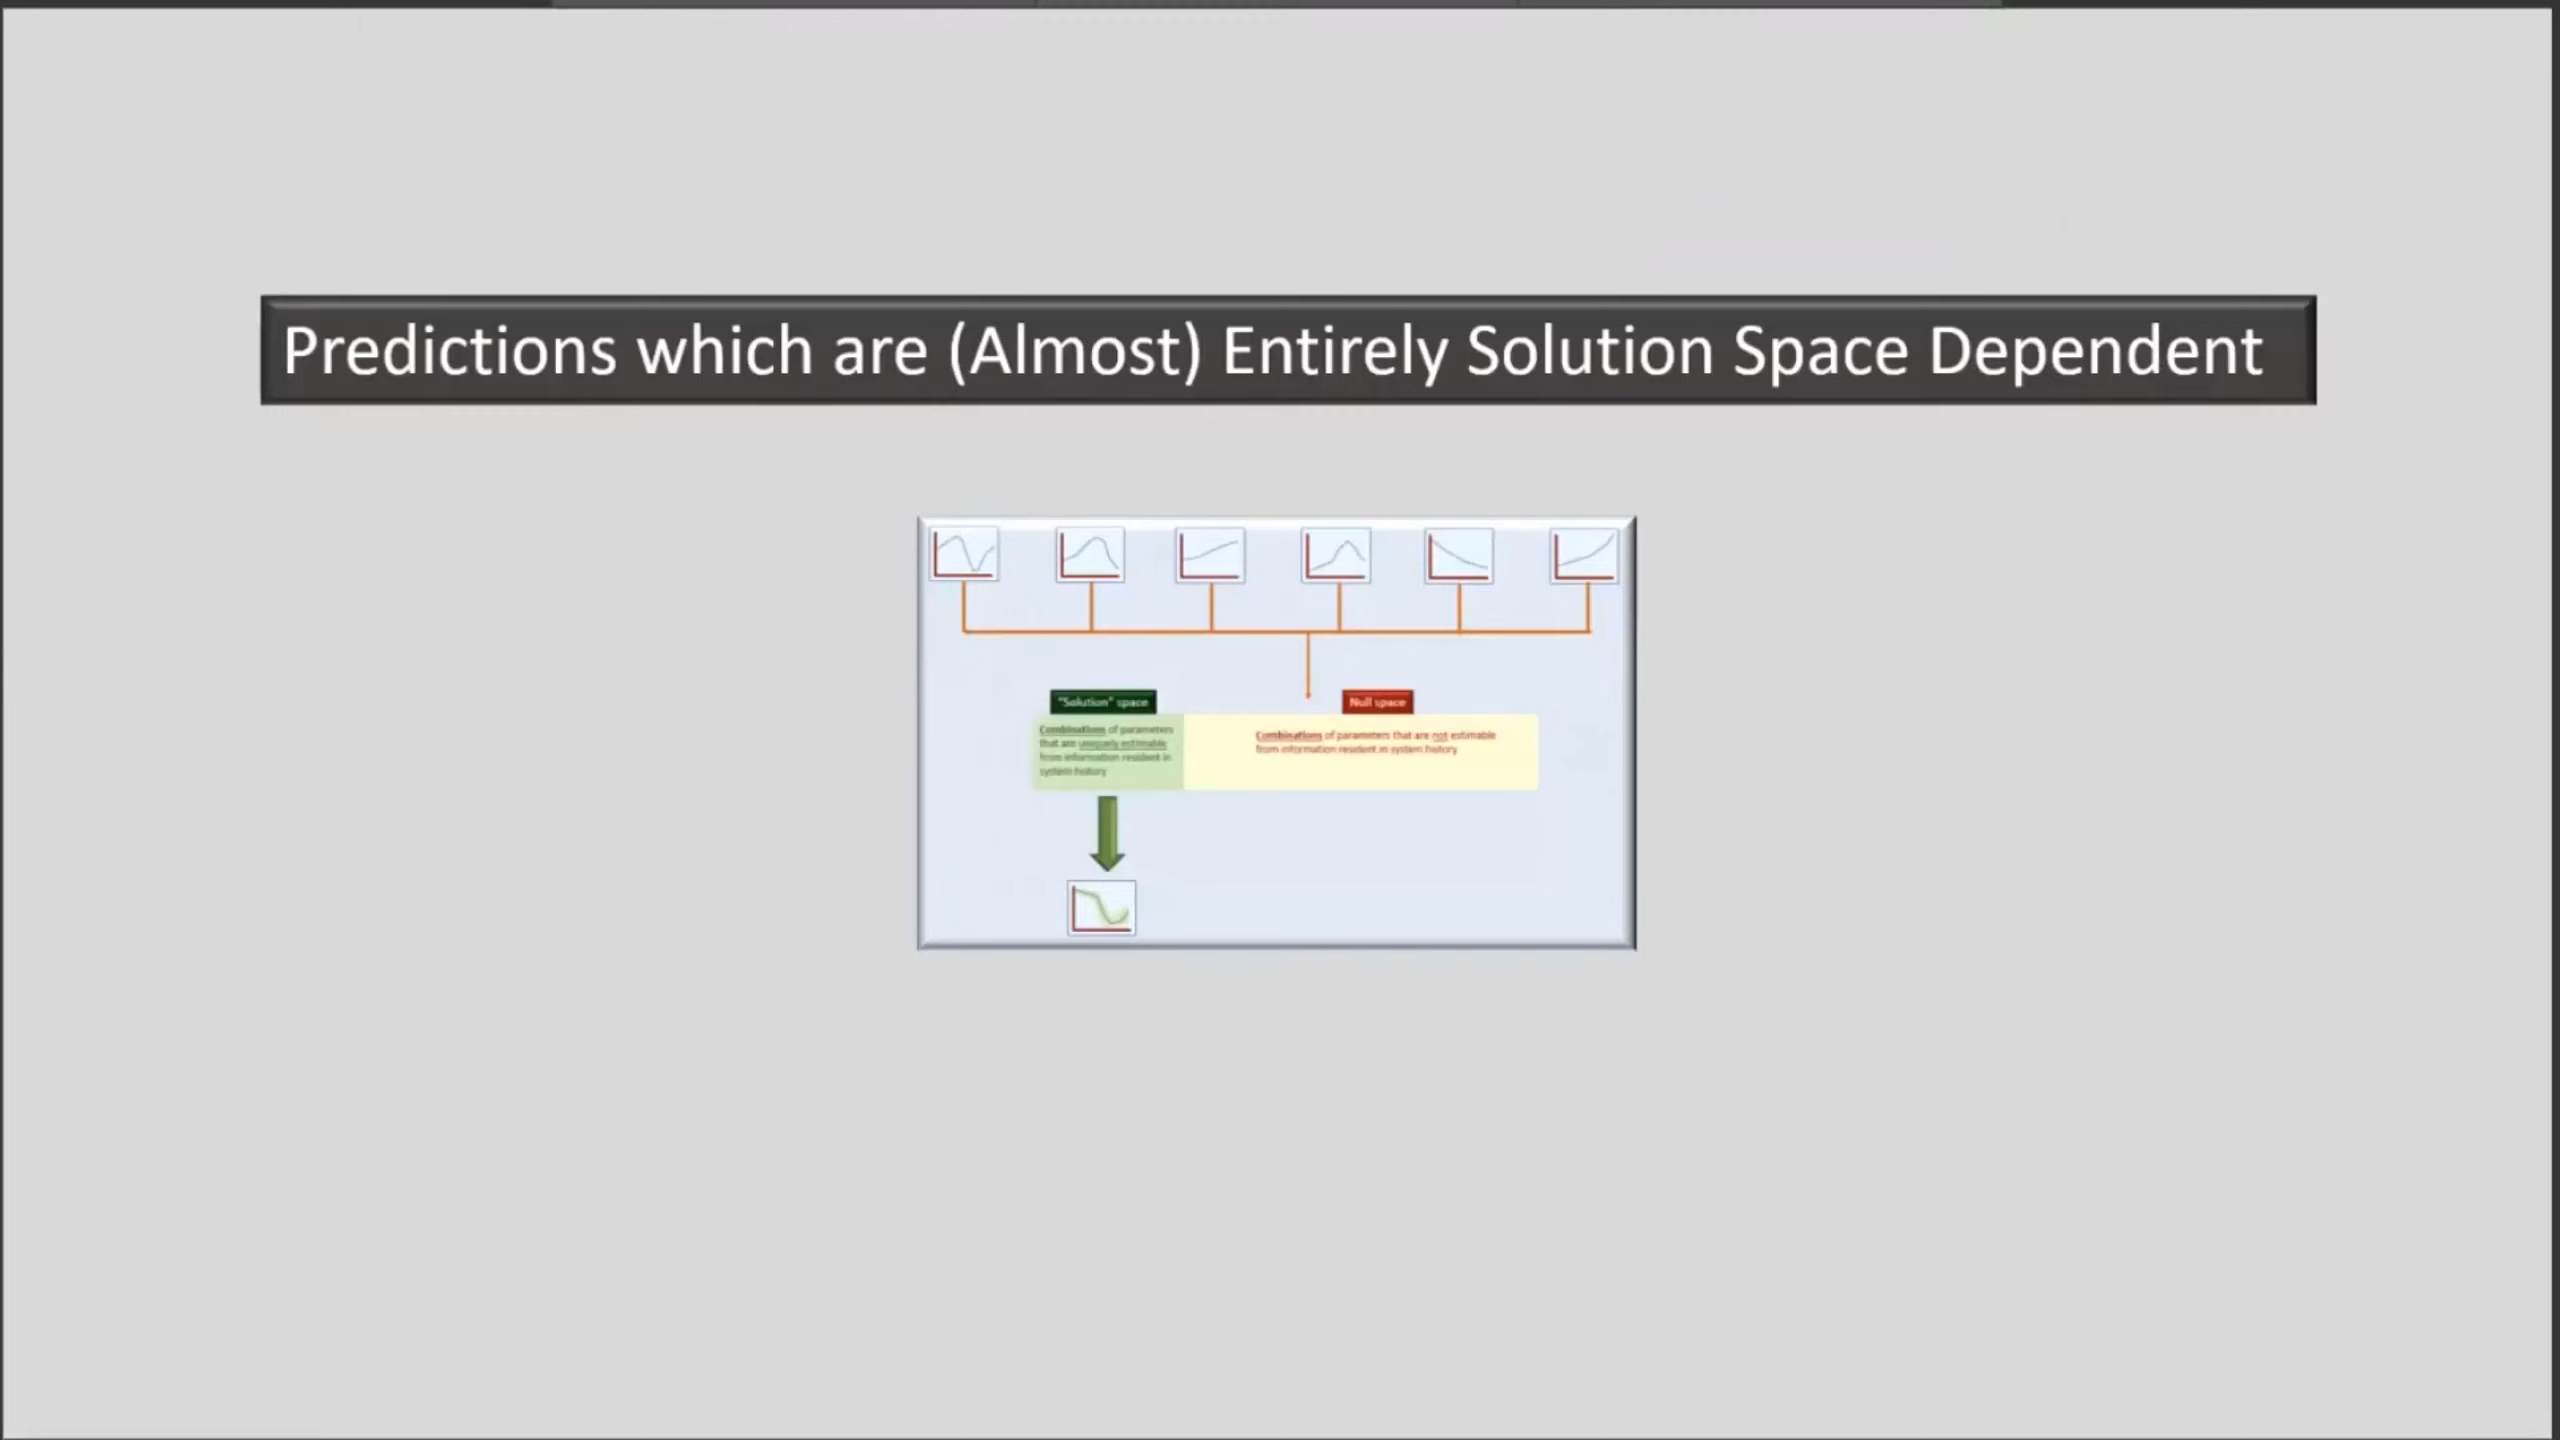 Predictions which are (Almost) Entirely Solution Space Dependent
"Solution" space
Null space
Combinations of parameters
that are uniquely estimable
from information resident in
system history
Combinations of parameters that are not estimable
from information resident in system history